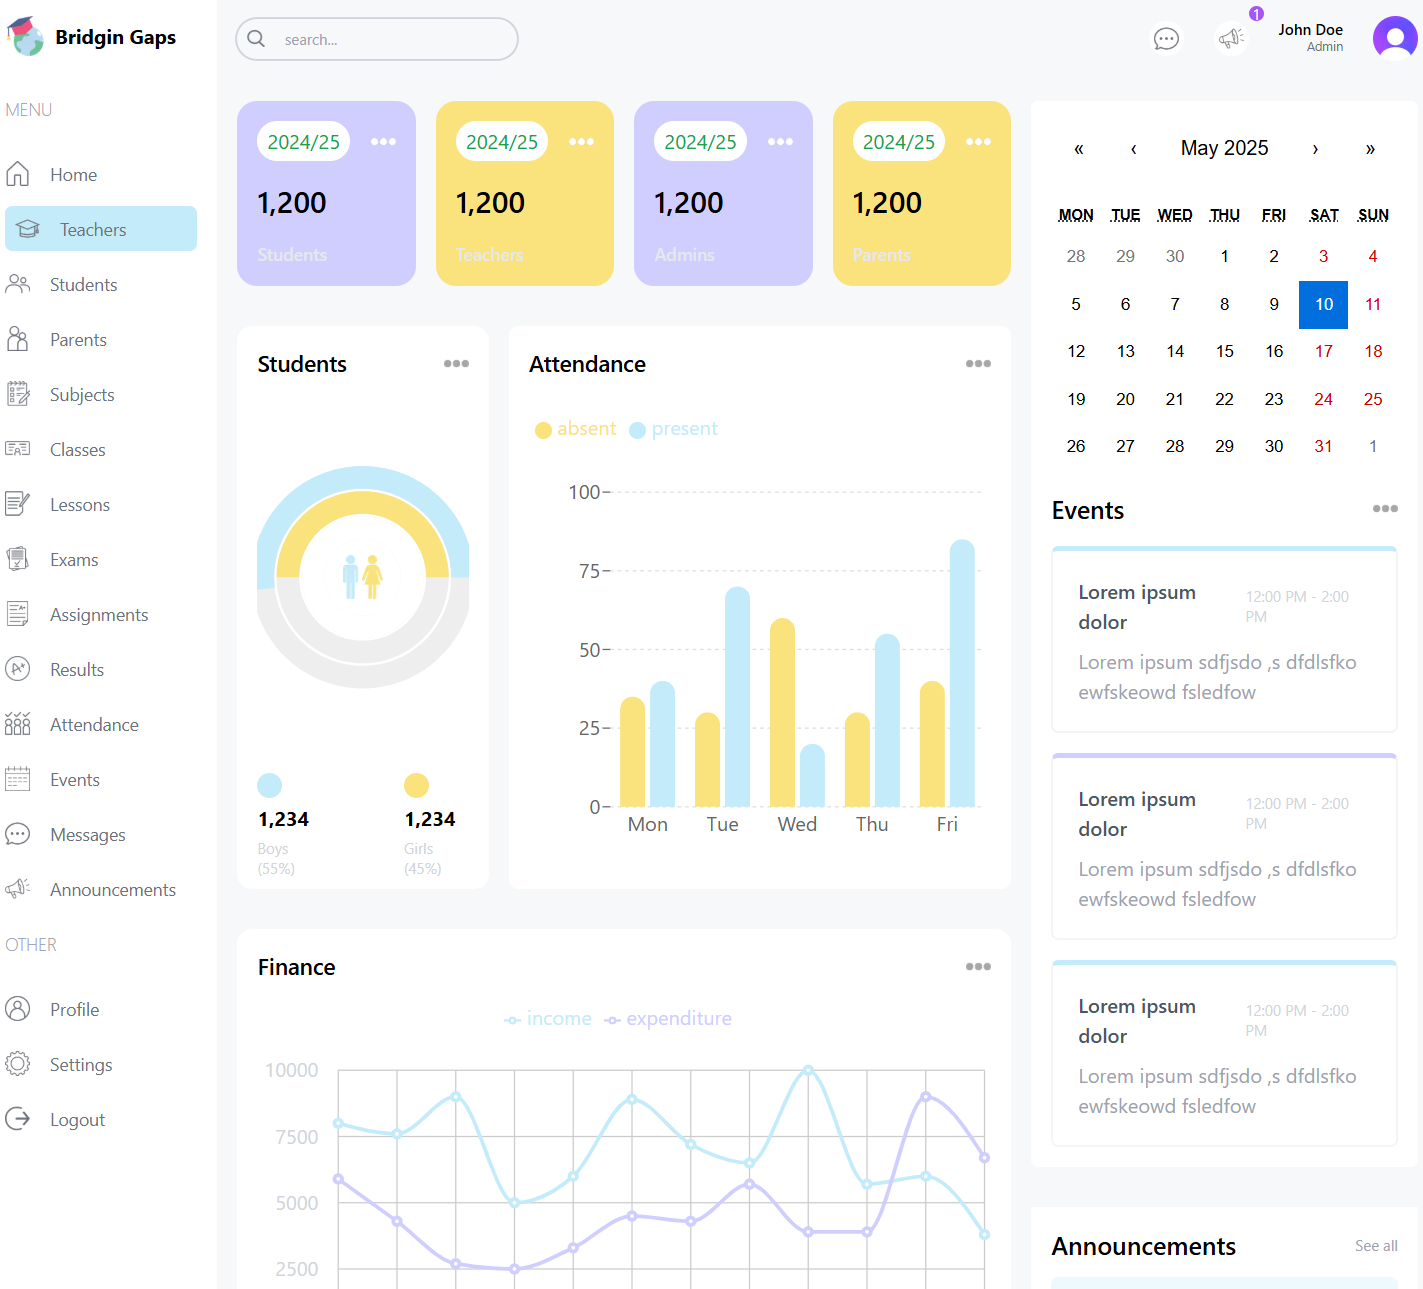 Bridgin Gaps
MENU
Home
Teachers
Students
Parents
Subjects
Classes
Lessons
Exams
Assignments
Results
Attendance
Events
Messages
Announcements
OTHER
Profile
Settings
Logout
search...
1
John Doe
Admin
2024/25
1,200
Students
2024/25
1,200
Teachers
2024/25
1,200
Admins
2024/25
1,200
Parents
Students
1,234
Boys
(55%)
1,234
Girls
(45%)
Attendance
absent present
100
75
50
25
0
Mon Tue Wed Thu Fri
Finance
income expenditure
10000
7500
5000
2500
« ‹ May 2025 › »
MON TUE WED THU FRI SAT SUN
28 29 30 1 2 3 4
5 6 7 8 9 10 11
12 13 14 15 16 17 18
19 20 21 22 23 24 25
26 27 28 29 30 31 1
Events
Lorem ipsum
dolor
12:00 PM - 2:00
PM
Lorem ipsum sdfjsdo ,s dfdlsfko
ewfskeowd fsledfow
Lorem ipsum
dolor
12:00 PM - 2:00
PM
Lorem ipsum sdfjsdo ,s dfdlsfko
ewfskeowd fsledfow
Lorem ipsum
dolor
12:00 PM - 2:00
PM
Lorem ipsum sdfjsdo ,s dfdlsfko
ewfskeowd fsledfow
Announcements
See all